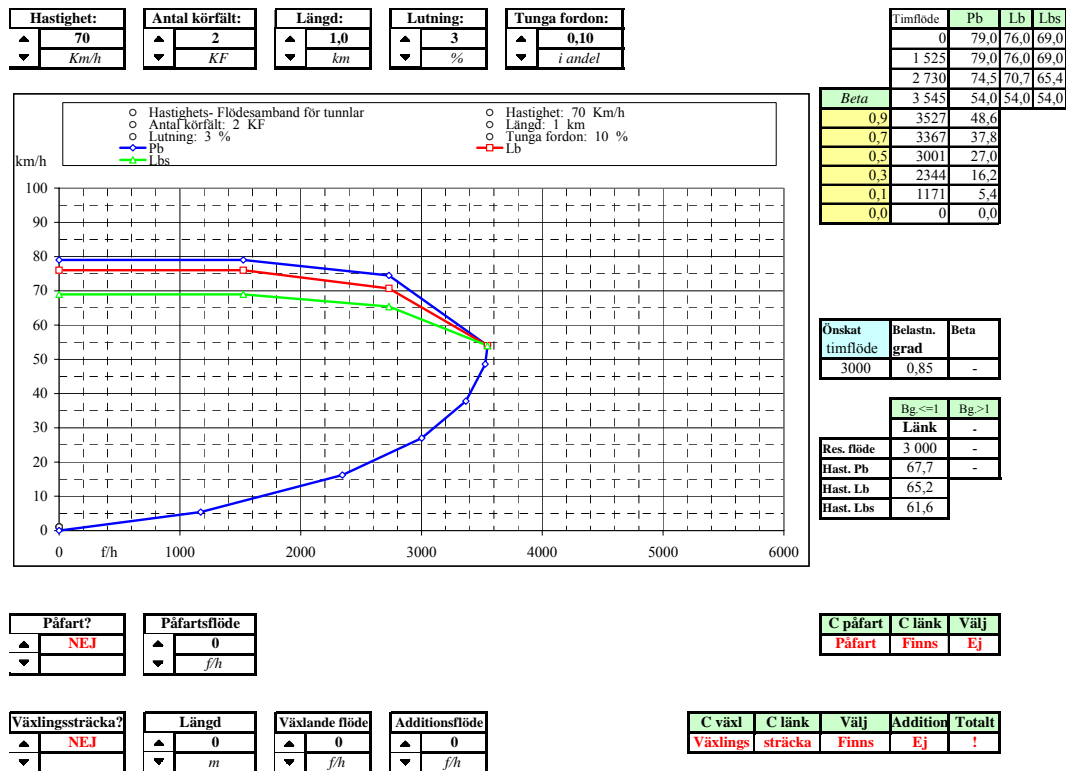 Hastighet: Antal körfält: Längd: Lutning: Tunga fordon:
70 2 1,0 3 0,10
Km/h KF km % i andel
Timflöde Pb Lb Lbs
0 79,0 76,0 69,0
1 525 79,0 76,0 69,0
2 730 74,5 70,7 65,4
Beta 3 545 54,0 54,0 54,0
0,9 3527 48,6
0,7 3367 37,8
0,5 3001 27,0
0,3 2344 16,2
0,1 1171 5,4
0,0 0 0,0
Hastighets- Flödesamband för tunnlar Hastighet: 70 Km/h
Antal körfält: 2 KF Längd: 1 km
Lutning: 3 % Tunga fordon: 10 %
Pb Lb
Lbs
km/h
100
90
80
70
60
50
40
30
20
10
0
0 f/h 1000 2000 3000 4000 5000 6000
Önskat Belastn. Beta
timflöde grad
3000 0,85 -
Bg.<=1 Bg.>1
Länk -
Res. flöde 3 000 -
Hast. Pb 67,7 -
Hast. Lb 65,2
Hast. Lbs 61,6
Påfart? Påfartsflöde
NEJ 0
f/h
C påfart C länk Välj
Påfart Finns Ej
Växlingssträcka? Längd Växlande flöde Additionsflöde
NEJ 0 0 0
m f/h f/h
C växl C länk Välj Addition Totalt
Växlings sträcka Finns Ej !